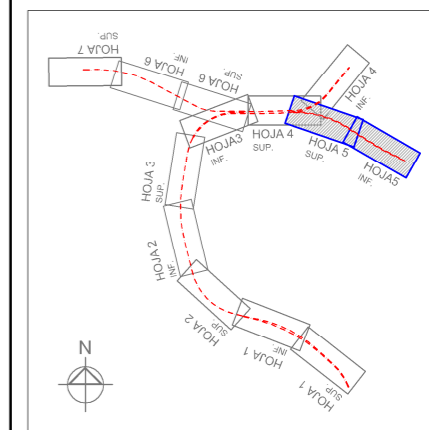 HOJA 7
HOJA 6
INF.
HOJA 6
SUP.
HOJA 4
INF.
HOJA3
INF.
HOJA 4
SUP.
HOJA 5
SUP.
HOJA5
INF.
HOJA 3
SUP.
HOJA 2
INF.
HOJA 2
SUP.
HOJA 1
INF.
HOJA 1
SUP.
N